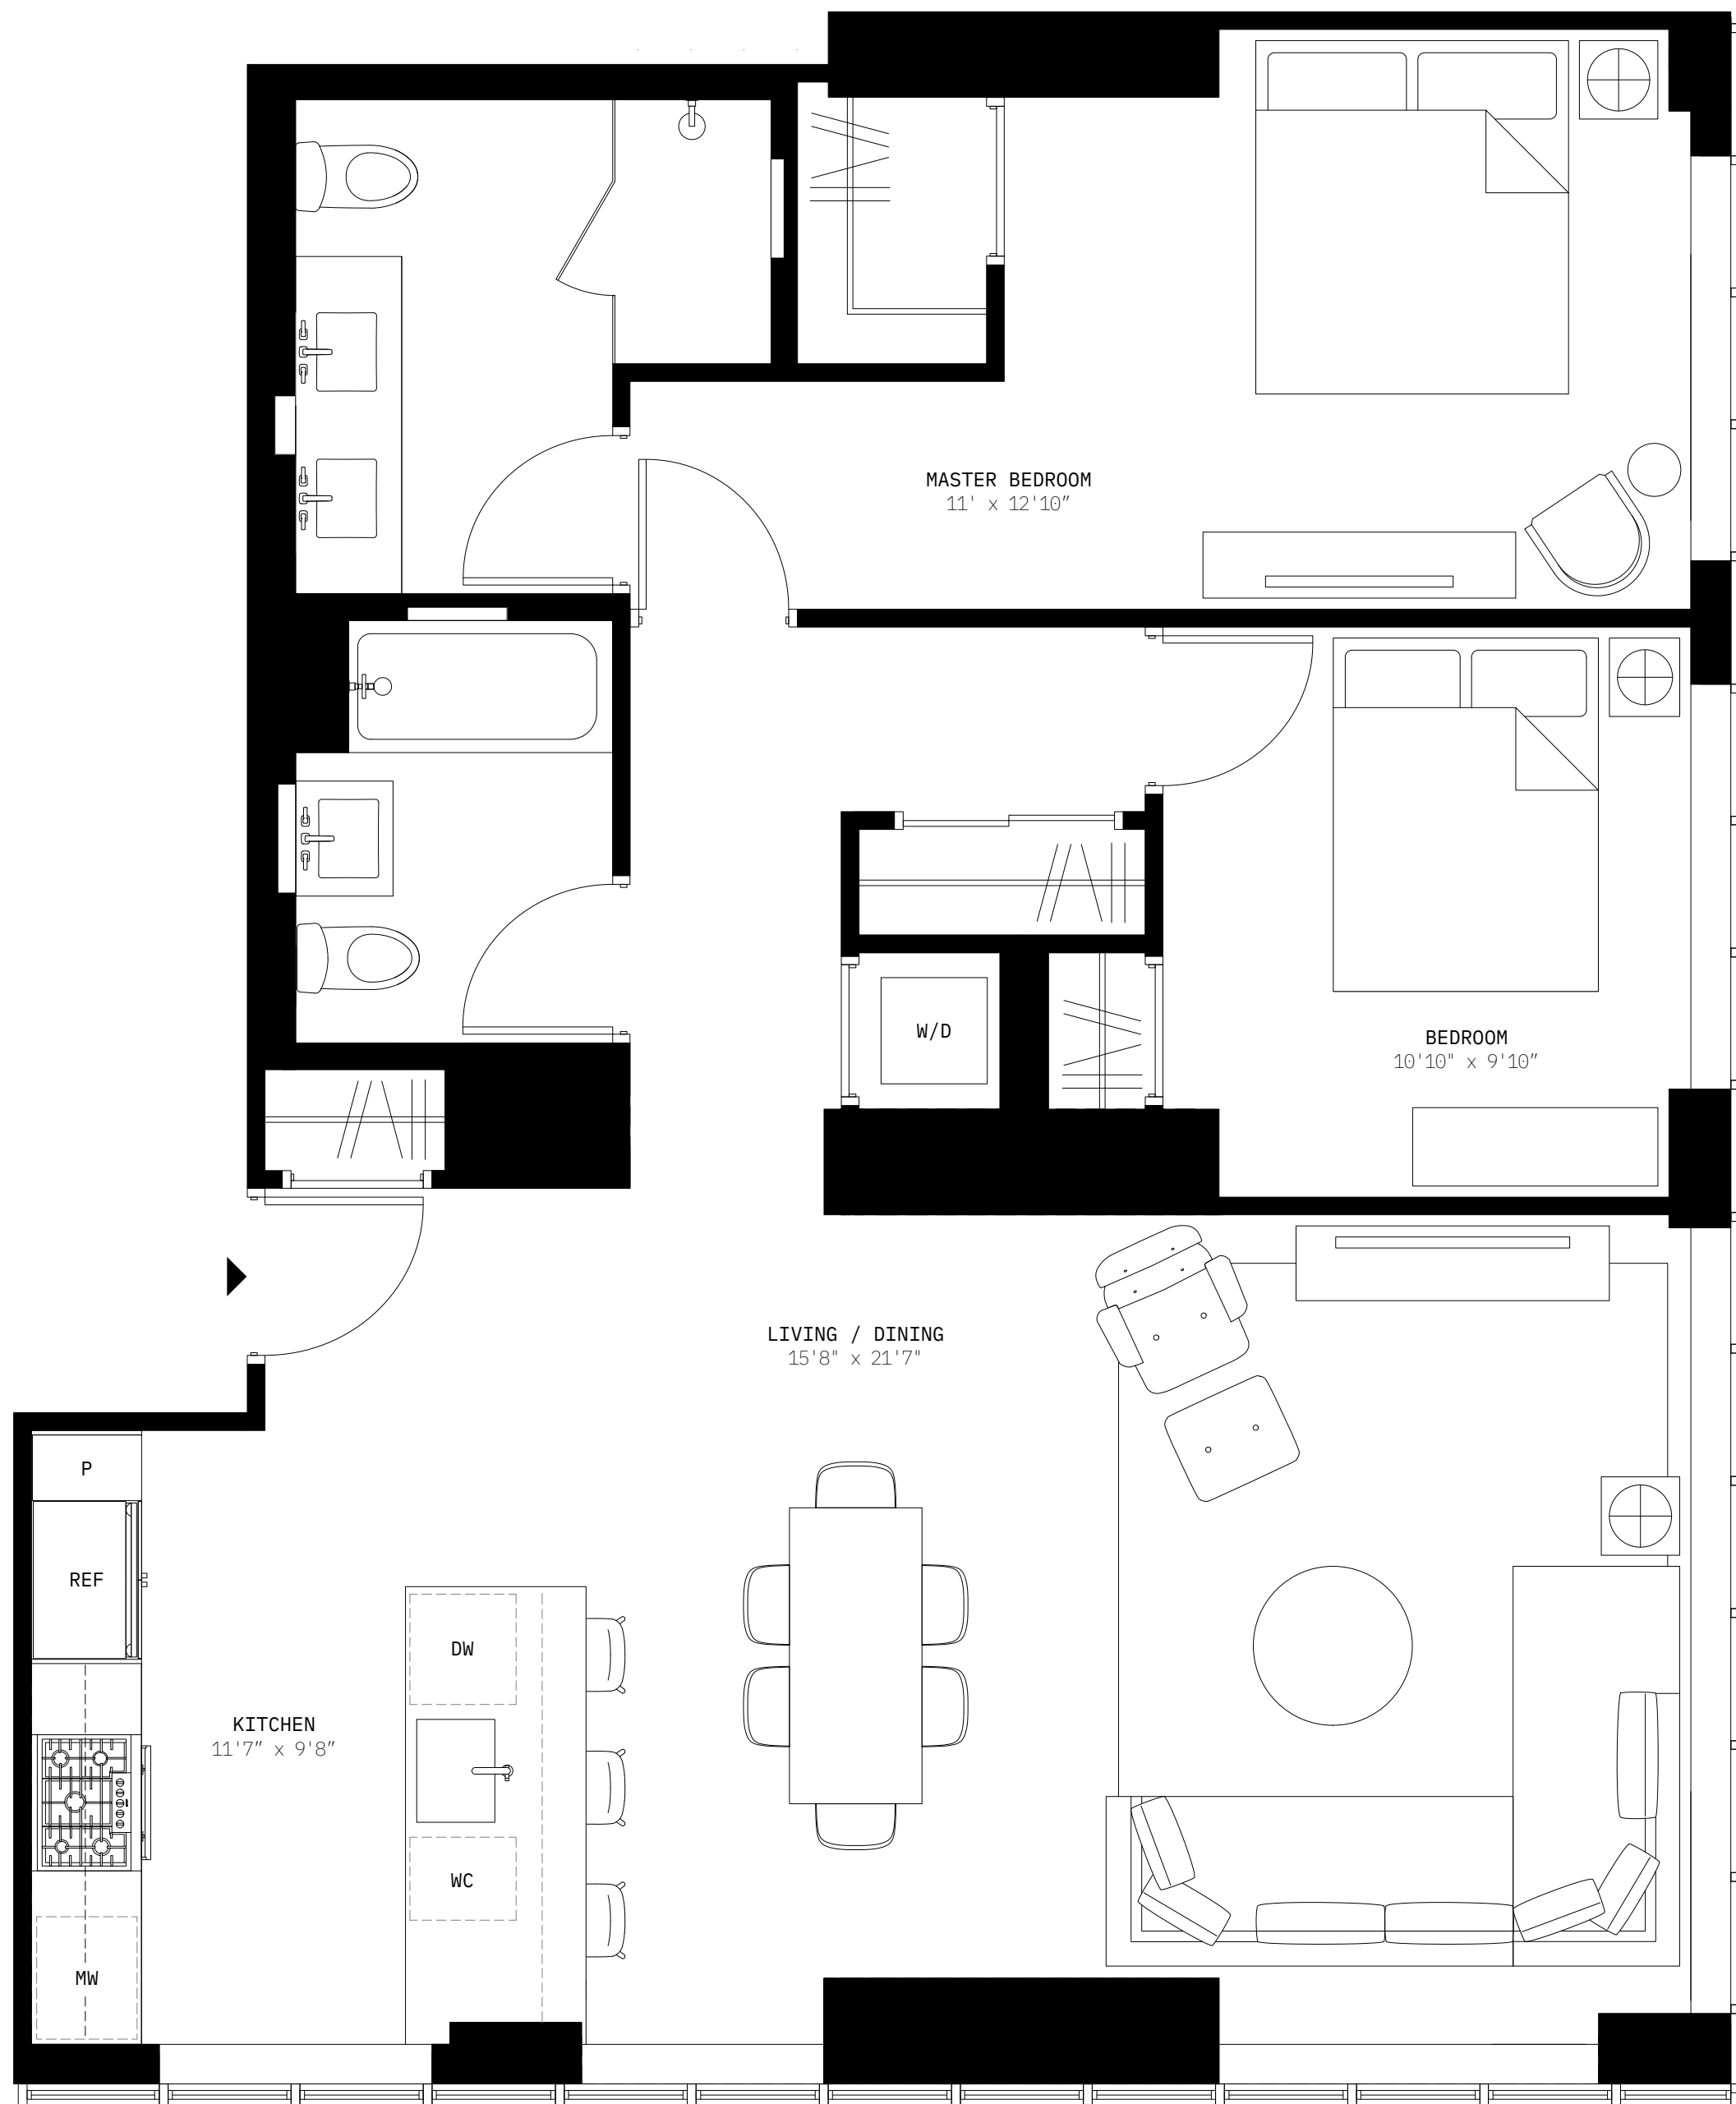 MASTER BEDROOM
11' x 12'10”
W/D
BEDROOM
10'10" x 9'10”
LIVING / DINING
15'8" x 21'7"
P
REF
DW
KITCHEN
11'7” x 9'8”
WC
MW